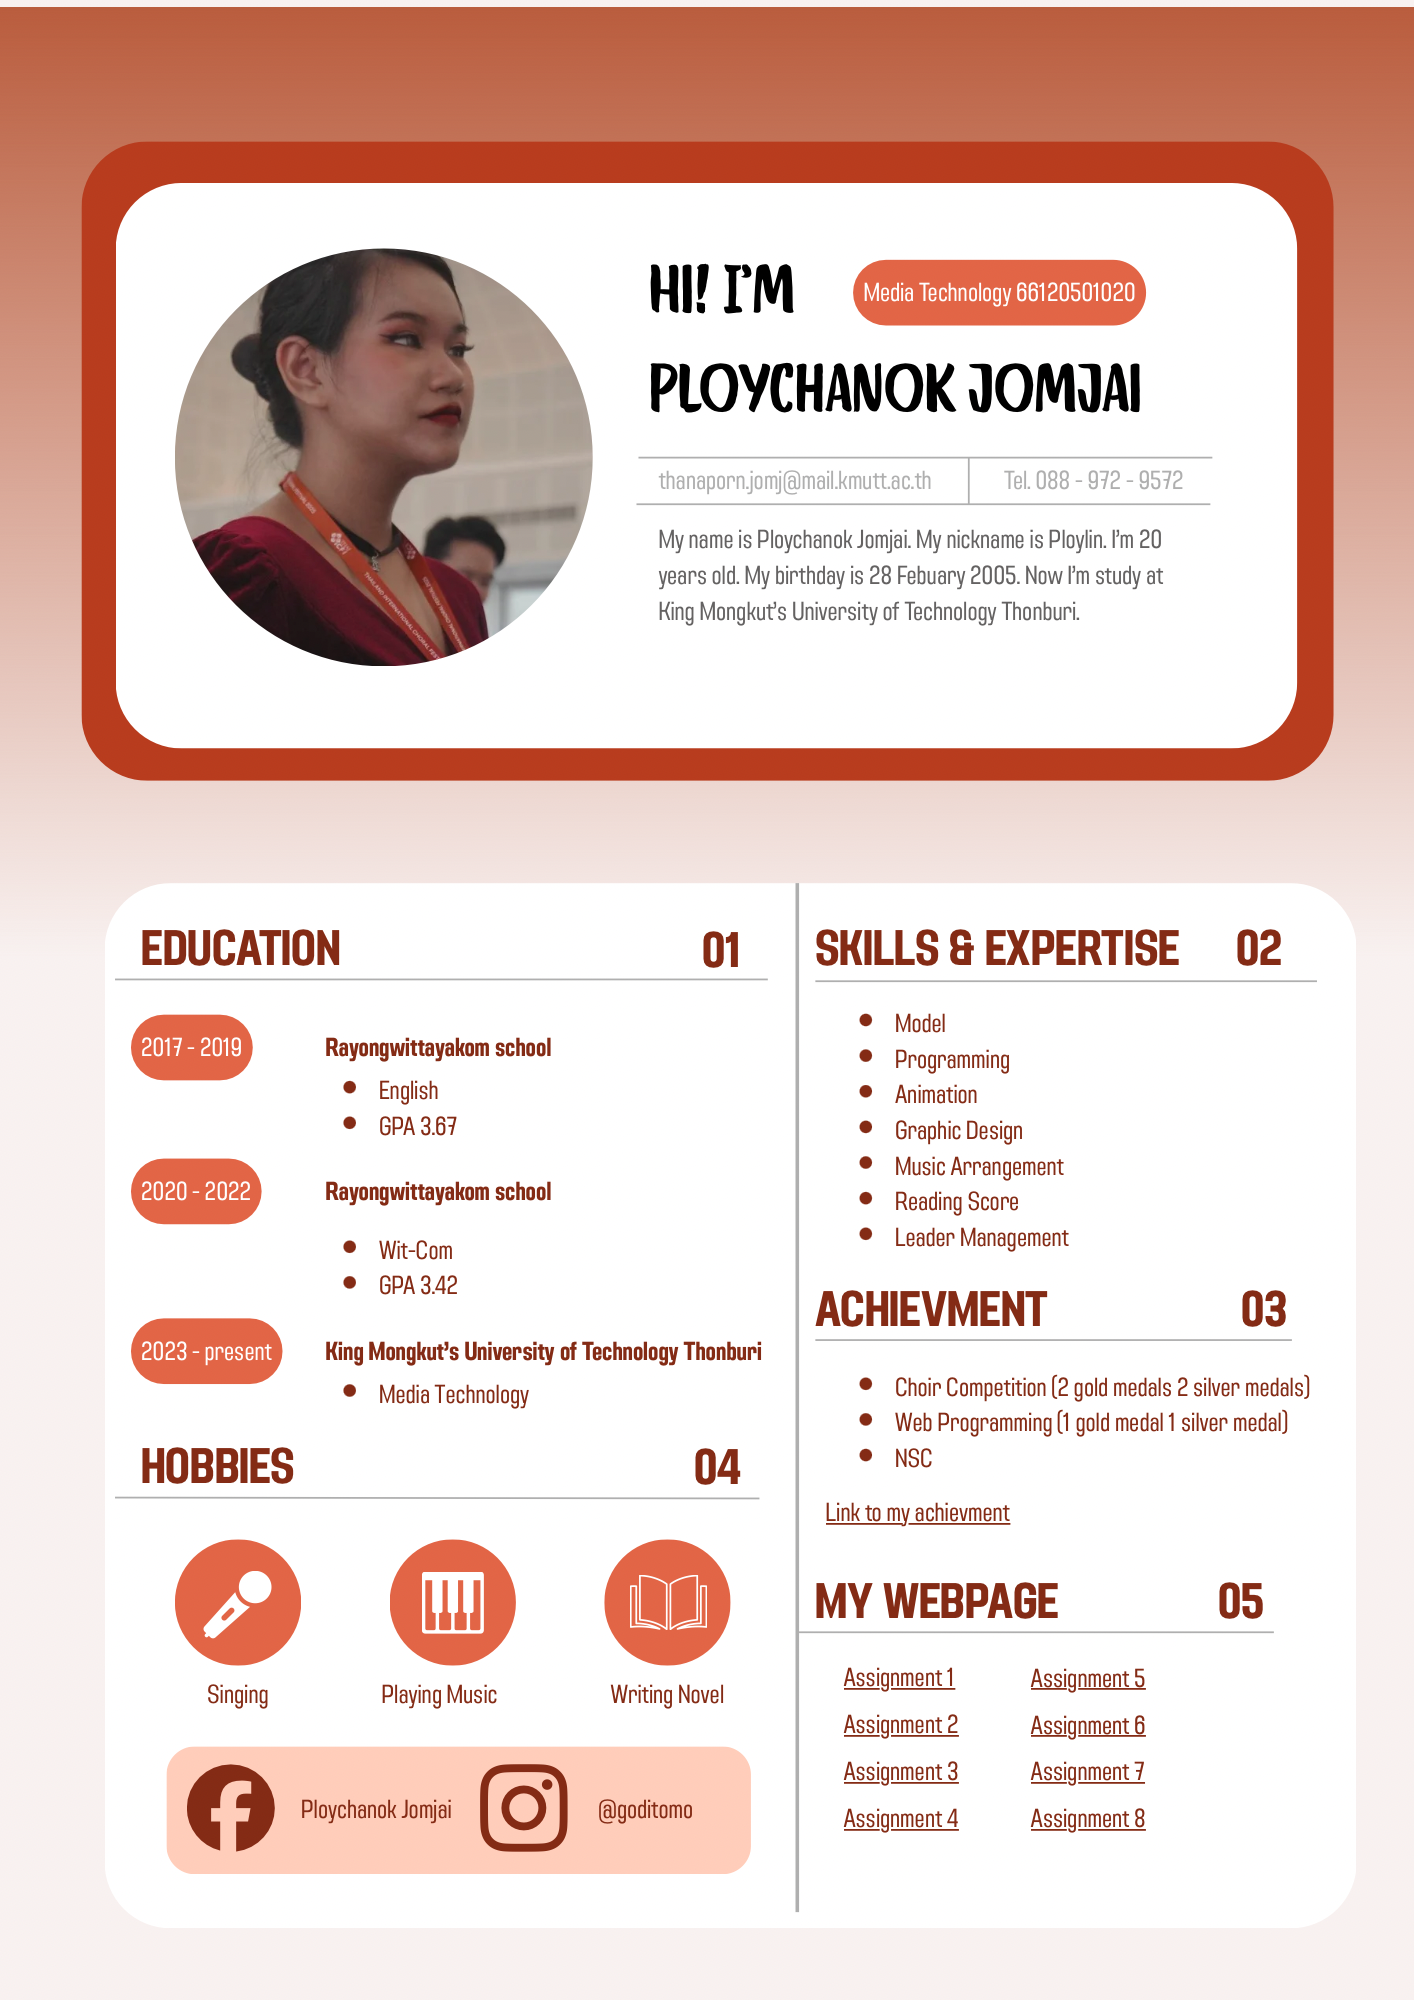 HI! I'M
Media Technology 66120501020
PLOYCHANOK JOMJAI
thanaporn.jomj@mail.kmutt.ac.th
Tel. 088 - 972 - 9572
My name is Ploychanok Jomjai. My nickname is Ploylin. I'm 20
years old. My birthday is 28 Febuary 2005. Now I'm study at
King Mongkut's University of Technology Thonburi.
EDUCATION 01
2017 - 2019
Rayongwittayakom school
English
GPA 3.67
2020 - 2022
Rayongwittayakom school
Wit-Com
GPA 3.42
2023 - present
King Mongkut's University of Technology Thonburi
Media Technology
HOBBIES 04
Singing
Playing Music
Writing Novel
Ploychanok Jomjai
@goditomo
SKILLS & EXPERTISE 02
Model
Programming
Animation
Graphic Design
Music Arrangement
Reading Score
Leader Management
ACHIEVMENT 03
Choir Competition (2 gold medals 2 silver medals)
Web Programming (1 gold medal 1 silver medal)
NSC
Link to my achievment
MY WEBPAGE 05
Assignment 1
Assignment 2
Assignment 3
Assignment 4
Assignment 5
Assignment 6
Assignment 7
Assignment 8